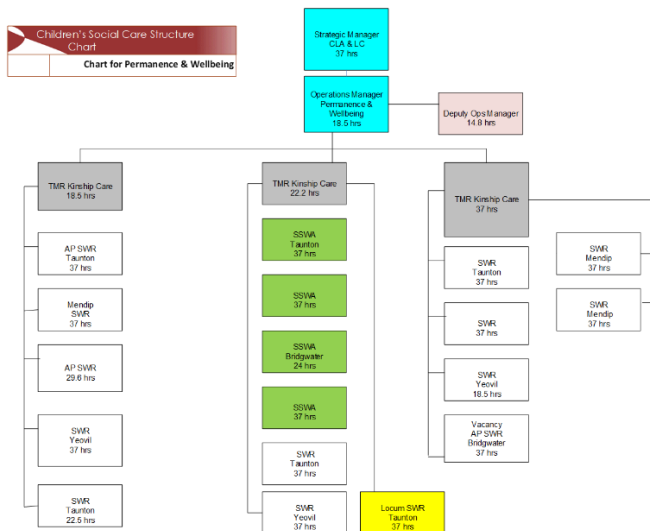 Children's Social Care Structure
Chart
Chart for Permanence & Wellbeing
Strategic Manager
CLA & LC
37 hrs
Operations Manager
Permanence &
Wellbeing
18.5 hrs
Deputy Ops Manager
14.8 hrs
TMR Kinship Care
18.5 hrs
AP SWR
Taunton
37 hrs
Mendip
SWR
37 hrs
AP SWR
29.6 hrs
SWR
Yeovil
37 hrs
SWR
Taunton
22.5 hrs
TMR Kinship Care
22.2 hrs
SSWA
Taunton
37 hrs
SSWA
37 hrs
SSWA
Bridgwater
24 hrs
SSWA
37 hrs
SWR
Taunton
37 hrs
SWR
Yeovil
37 hrs
Locum SWR
Taunton
37 hrs
TMR Kinship Care
37 hrs
SWR
Taunton
37 hrs
SWR
37 hrs
SWR
Yeovil
18.5 hrs
Vacancy
AP SWR
Bridgwater
37 hrs
SWR
Mendip
37 hrs
SWR
Mendip
37 hrs